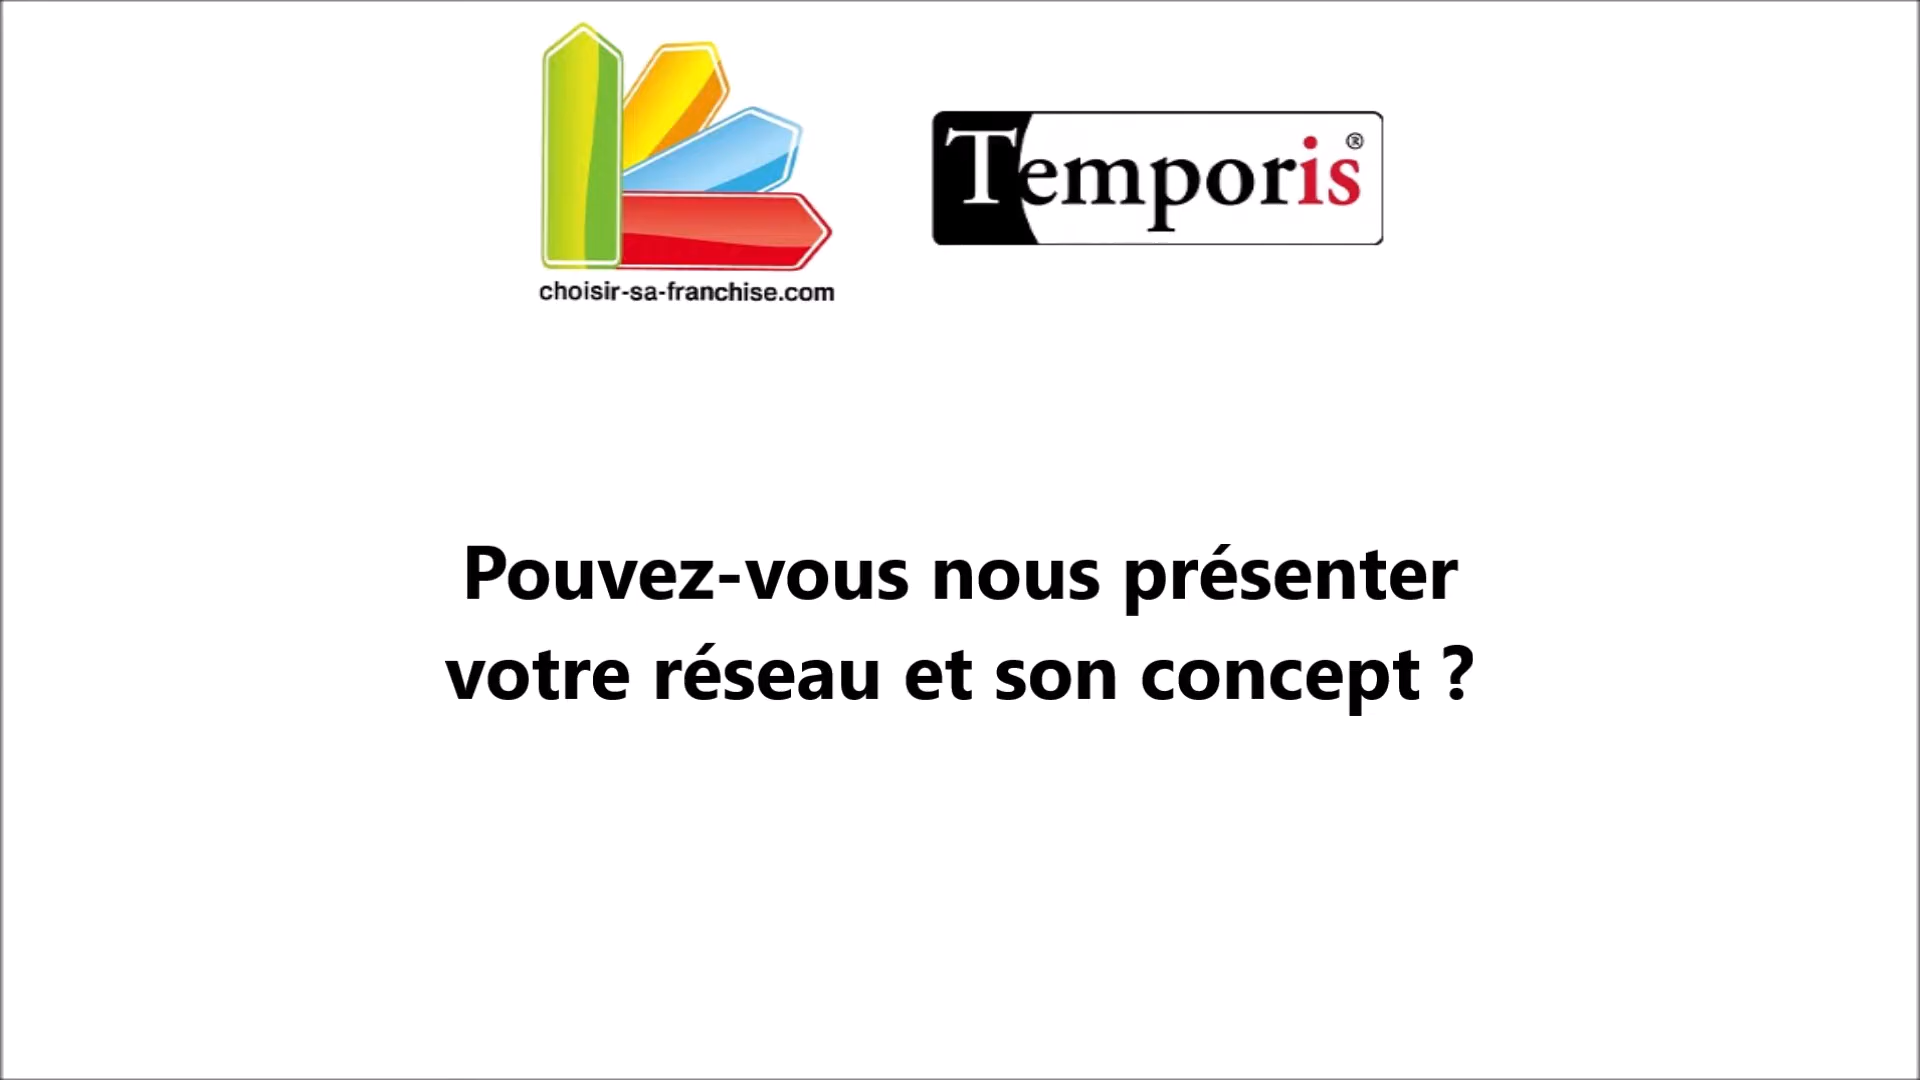 choisir-sa-franchise.com
Temporis®
Pouvez-vous nous présenter
votre réseau et son concept ?